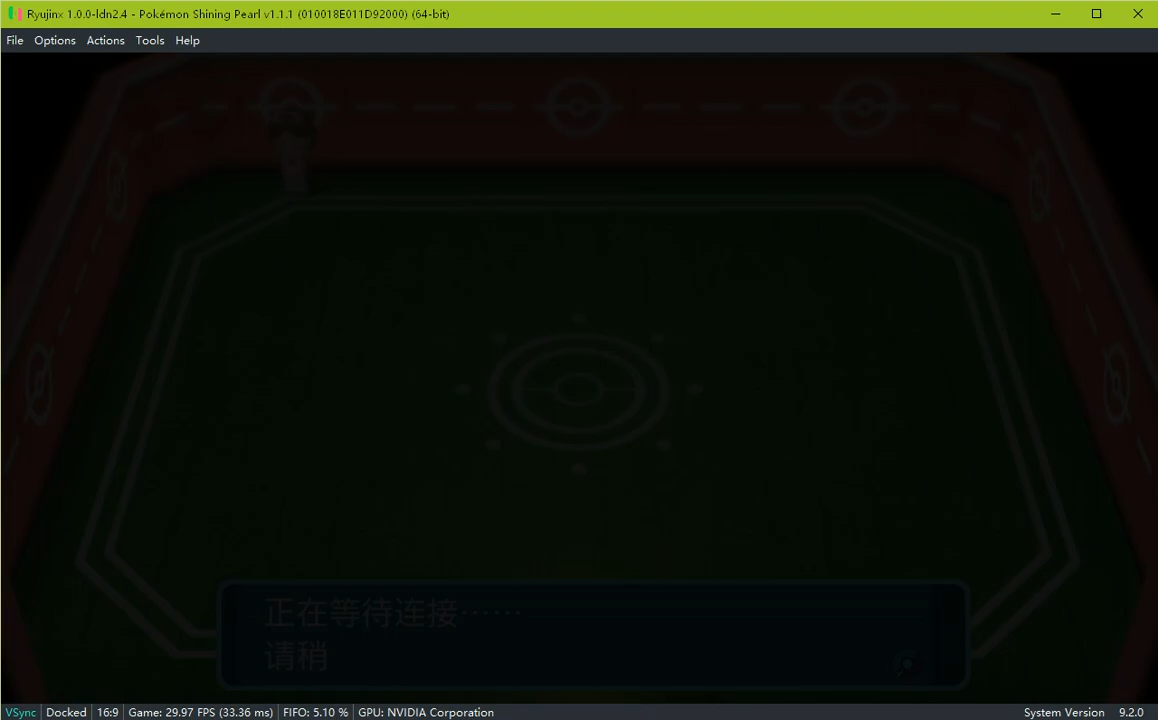 Ryujinx 1.0.0-ldn2.4 - Pokémon Shining Pearl v1.1.1 (010018E011D92000) (64-bit)
File Options Actions Tools Help
正在等待连接……
请稍
VSync Docked 16:9 Game: 29.97 FPS (33.36 ms) FIFO: 5.10 % GPU: NVIDIA Corporation System Version 9.2.0